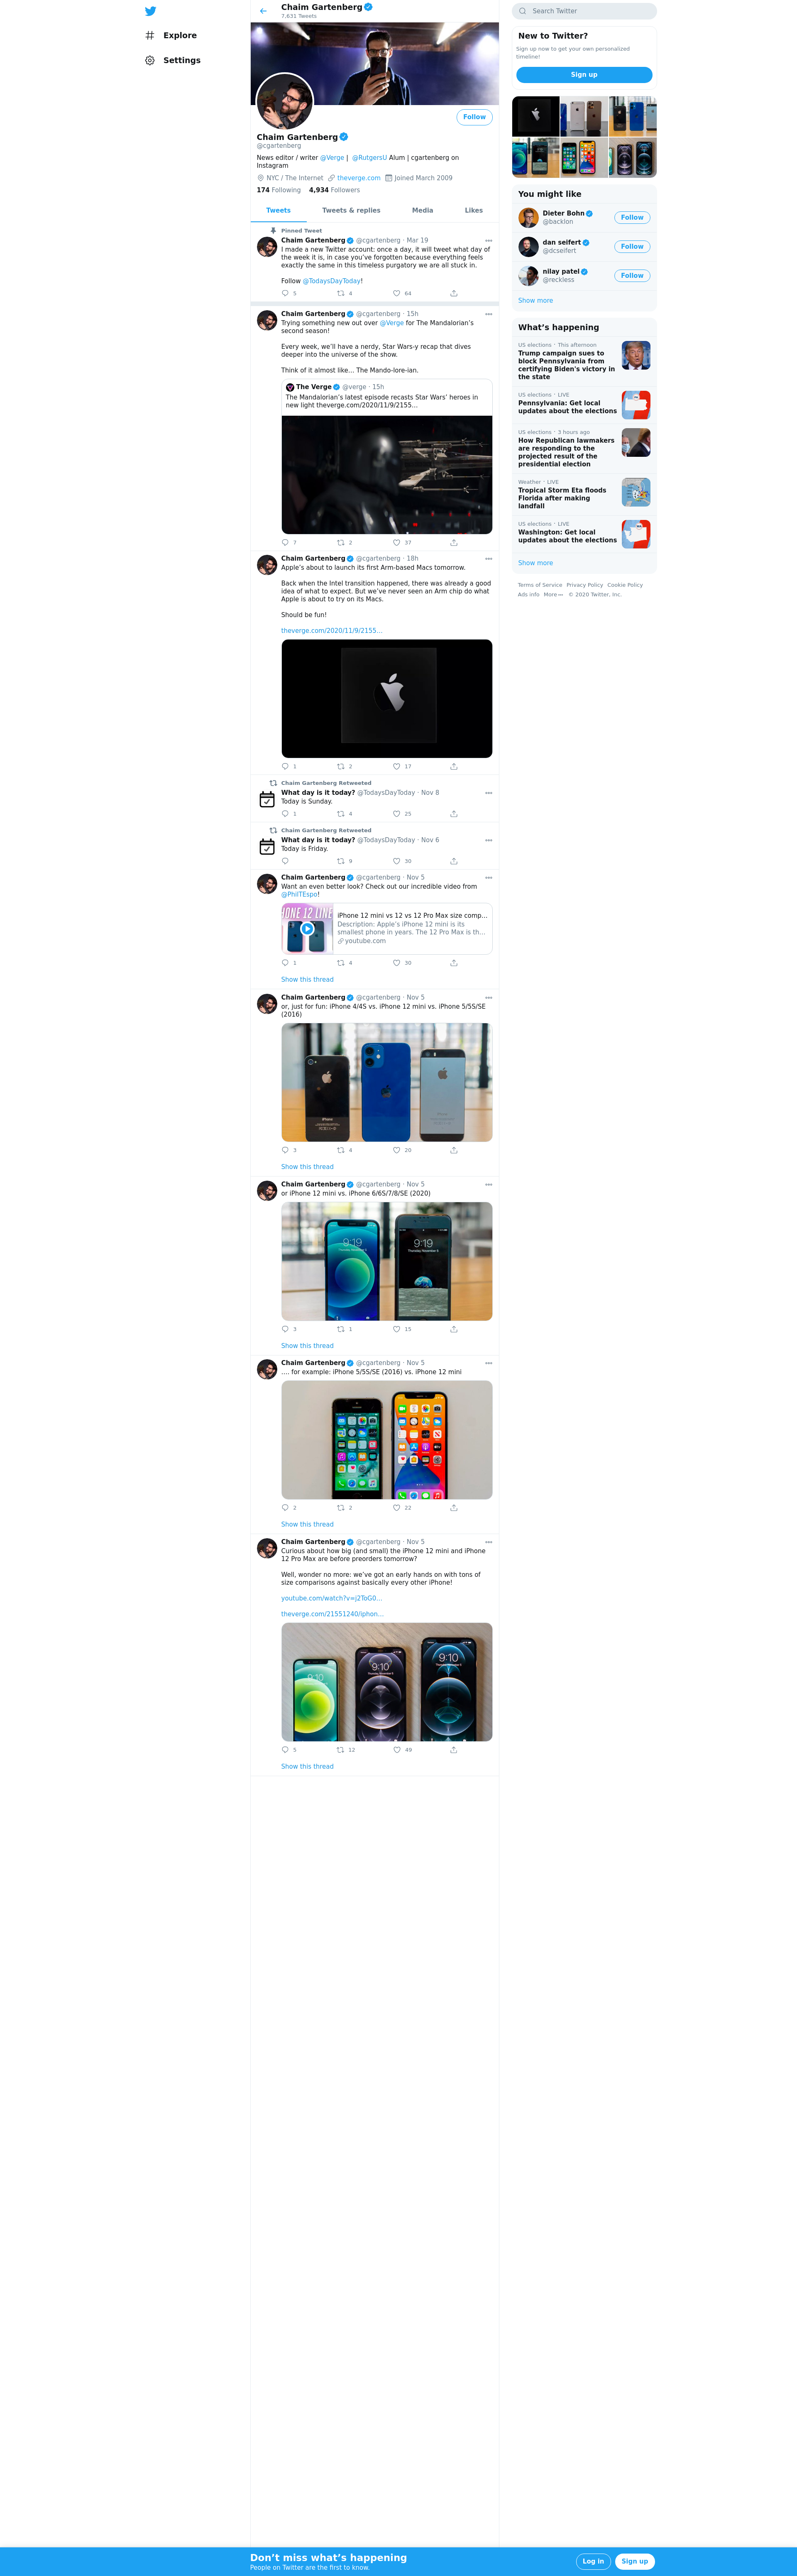 Explore
Settings
Chaim Gartenberg
7,631 Tweets
Follow
Chaim Gartenberg
@cgartenberg
News editor / writer @Verge | @RutgersU Alum | cgartenberg on
Instagram
NYC / The Internet theverge.com Joined March 2009
174 Following 4,934 Followers
Tweets Tweets & replies Media Likes
Pinned Tweet
Chaim Gartenberg @cgartenberg · Mar 19
I made a new Twitter account: once a day, it will tweet what day of
the week it is, in case you’ve forgotten because everything feels
exactly the same in this timeless purgatory we are all stuck in.
Follow @TodaysDayToday!
5 4 64
Chaim Gartenberg @cgartenberg · 15h
Trying something new out over @Verge for The Mandalorian’s
second season!
Every week, we’ll have a nerdy, Star Wars-y recap that dives
deeper into the universe of the show.
Think of it almost like… The Mando-lore-ian.
The Verge @verge · 15h
The Mandalorian’s latest episode recasts Star Wars’ heroes in
new light theverge.com/2020/11/9/2155…
7 2 37
Chaim Gartenberg @cgartenberg · 18h
Apple’s about to launch its first Arm-based Macs tomorrow.
Back when the Intel transition happened, there was already a good
idea of what to expect. But we’ve never seen an Arm chip do what
Apple is about to try on its Macs.
Should be fun!
theverge.com/2020/11/9/2155…
1 2 17
Chaim Gartenberg Retweeted
What day is it today? @TodaysDayToday · Nov 8
Today is Sunday.
1 4 25
Chaim Gartenberg Retweeted
What day is it today? @TodaysDayToday · Nov 6
Today is Friday.
9 30
Chaim Gartenberg @cgartenberg · Nov 5
Want an even better look? Check out our incredible video from
@PhilTEspo!
HONE 12 LINE
iPhone 12 mini vs 12 vs 12 Pro Max size comp…
Description: Apple’s iPhone 12 mini is its
smallest phone in years. The 12 Pro Max is th…
youtube.com
1 4 30
Show this thread
Chaim Gartenberg @cgartenberg · Nov 5
or, just for fun: iPhone 4/4S vs. iPhone 12 mini vs. iPhone 5/5S/SE
(2016)
iPhone
iPhone
3 4 20
Show this thread
Chaim Gartenberg @cgartenberg · Nov 5
or iPhone 12 mini vs. iPhone 6/6S/7/8/SE (2020)
9:19
9:19
3 1 15
Show this thread
Chaim Gartenberg @cgartenberg · Nov 5
.... for example: iPhone 5/5S/SE (2016) vs. iPhone 12 mini
2 2 22
Show this thread
Chaim Gartenberg @cgartenberg · Nov 5
Curious about how big (and small) the iPhone 12 mini and iPhone
12 Pro Max are before preorders tomorrow?
Well, wonder no more: we’ve got an early hands on with tons of
size comparisons against basically every other iPhone!
youtube.com/watch?v=j2ToG0…
theverge.com/21551240/iphon…
9:10
9:10
9:10
5 12 49
Show this thread
Search Twitter
New to Twitter?
Sign up now to get your own personalized
timeline!
Sign up
You might like
Dieter Bohn
@backlon
Follow
dan seifert
@dcseifert
Follow
nilay patel
@reckless
Follow
Show more
What’s happening
US elections · This afternoon
Trump campaign sues to
block Pennsylvania from
certifying Biden's victory in
the state
US elections · LIVE
Pennsylvania: Get local
updates about the elections
US elections · 3 hours ago
How Republican lawmakers
are responding to the
projected result of the
presidential election
Weather · LIVE
Tropical Storm Eta floods
Florida after making
landfall
US elections · LIVE
Washington: Get local
updates about the elections
Show more
Terms of Service Privacy Policy Cookie Policy
Ads info More © 2020 Twitter, Inc.
Don’t miss what’s happening
People on Twitter are the first to know.
Log in
Sign up